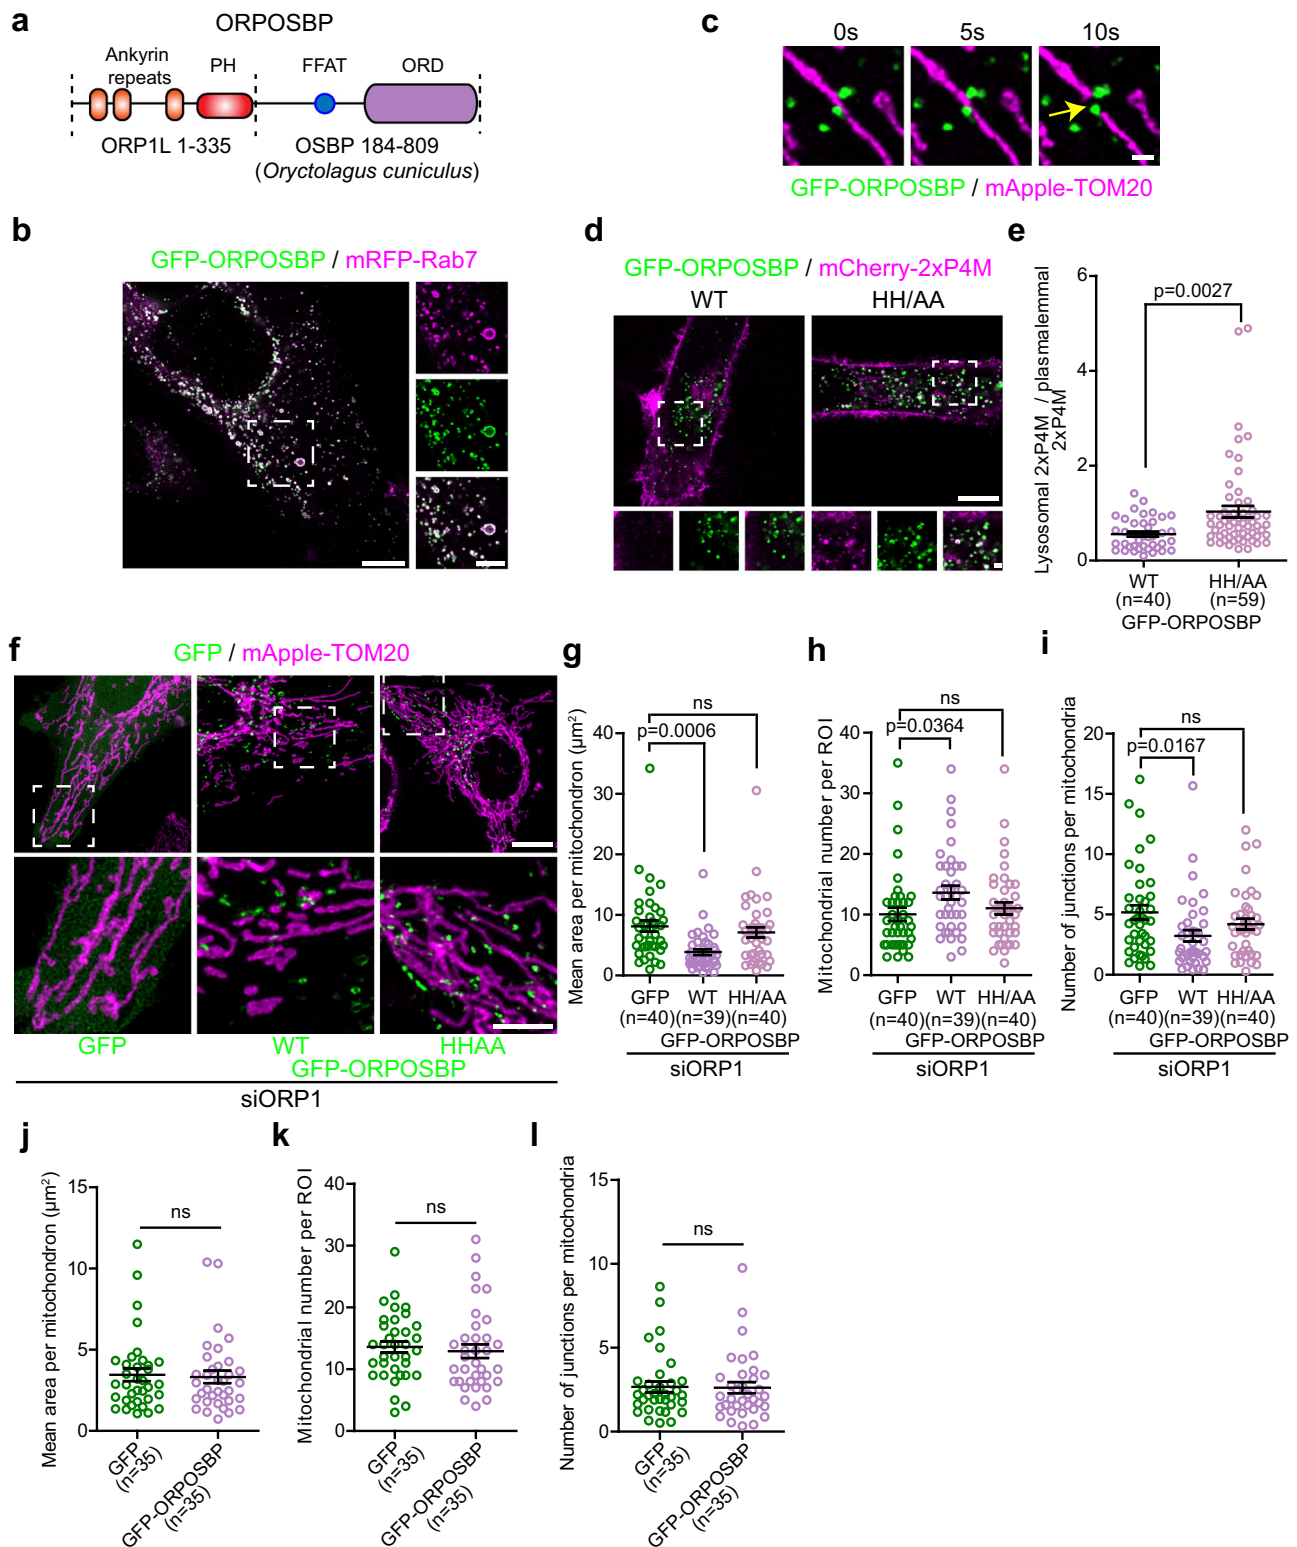 a
ORPOSBP
Ankyrin
repeats
PH
FFAT
ORD
ORP1L 1-335
OSBP 184-809
(Oryctolagus cuniculus)
b
GFP-ORPOSBP / mRFP-Rab7
c
0s 5s 10s
GFP-ORPOSBP / mApple-TOM20
d
GFP-ORPOSBP / mCherry-2xP4M
WT HH/AA
e
Lysosomal 2xP4M / plasmalemmal
2xP4M
6
4
2
0
p=0.0027
WT
(n=40)
HH/AA
(n=59)
GFP-ORPOSBP
f
GFP / mApple-TOM20
GFP WT HHAA
GFP-ORPOSBP
siORP1
g
Mean area per mitochondron (µm²)
40
30
20
10
0
ns
p=0.0006
GFP WT HH/AA
(n=40) (n=39) (n=40)
GFP-ORPOSBP
siORP1
h
Mitochondrial number per ROI
40
30
20
10
0
ns
p=0.0364
GFP WT HH/AA
(n=40) (n=39) (n=40)
GFP-ORPOSBP
siORP1
i
Number of junctions per mitochondria
20
15
10
5
0
ns
p=0.0167
GFP WT HH/AA
(n=40) (n=39) (n=40)
GFP-ORPOSBP
siORP1
j
Mean area per mitochondron (µm²)
15
10
5
0
ns
GFP
(n=35)
GFP-ORPOSBP
(n=35)
k
Mitochondrial number per ROI
40
30
20
10
0
ns
GFP
(n=35)
GFP-ORPOSBP
(n=35)
l
Number of junctions per mitochondria
15
10
5
0
ns
GFP
(n=35)
GFP-ORPOSBP
(n=35)